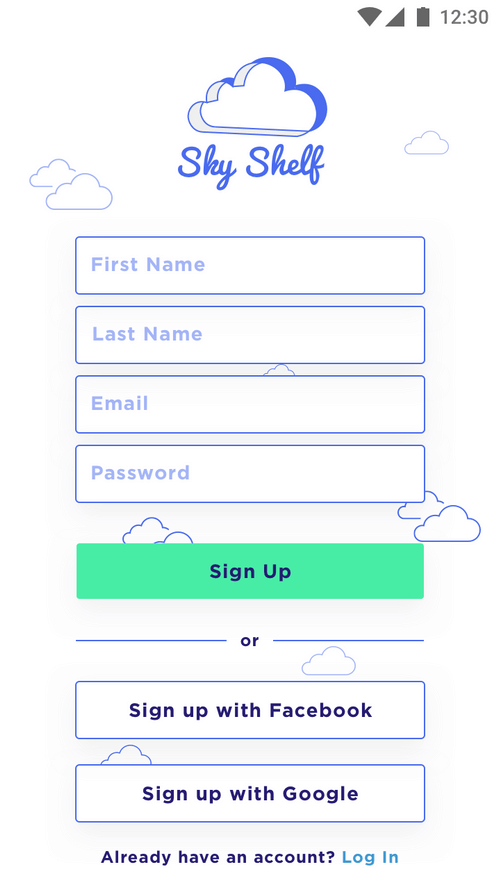 12:30
Sky Shelf
First Name
Last Name
Email
Password
Sign Up
or
Sign up with Facebook
Sign up with Google
Already have an account? Log In